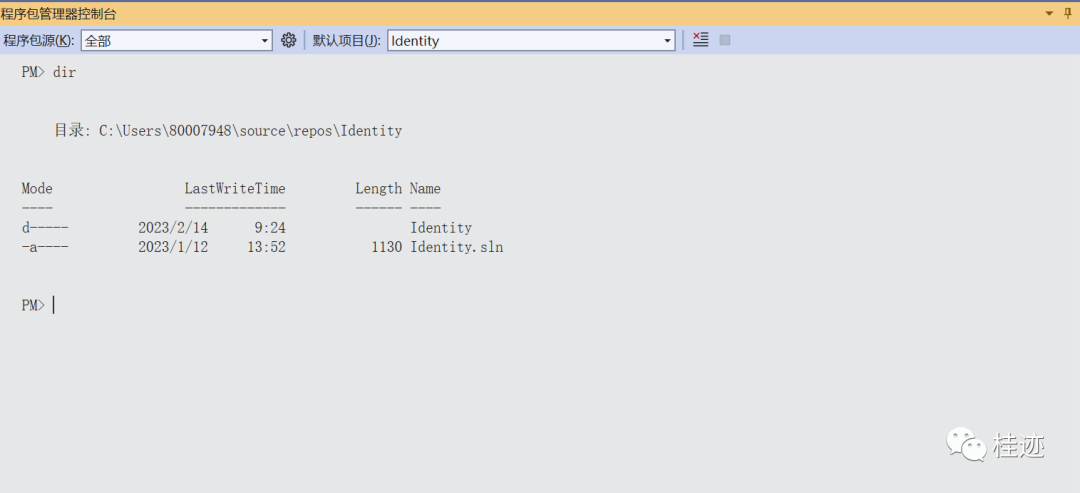 程序包管理器控制台
程序包源(K): 全部 默认项目(J): Identity
PM> dir
目录: C:\Users\80007948\source\repos\Identity
Mode LastWriteTime Length Name
---- ------------- ------ ----
d----- 2023/2/14 9:24 Identity
-a---- 2023/1/12 13:52 1130 Identity.sln
PM>
桂迹